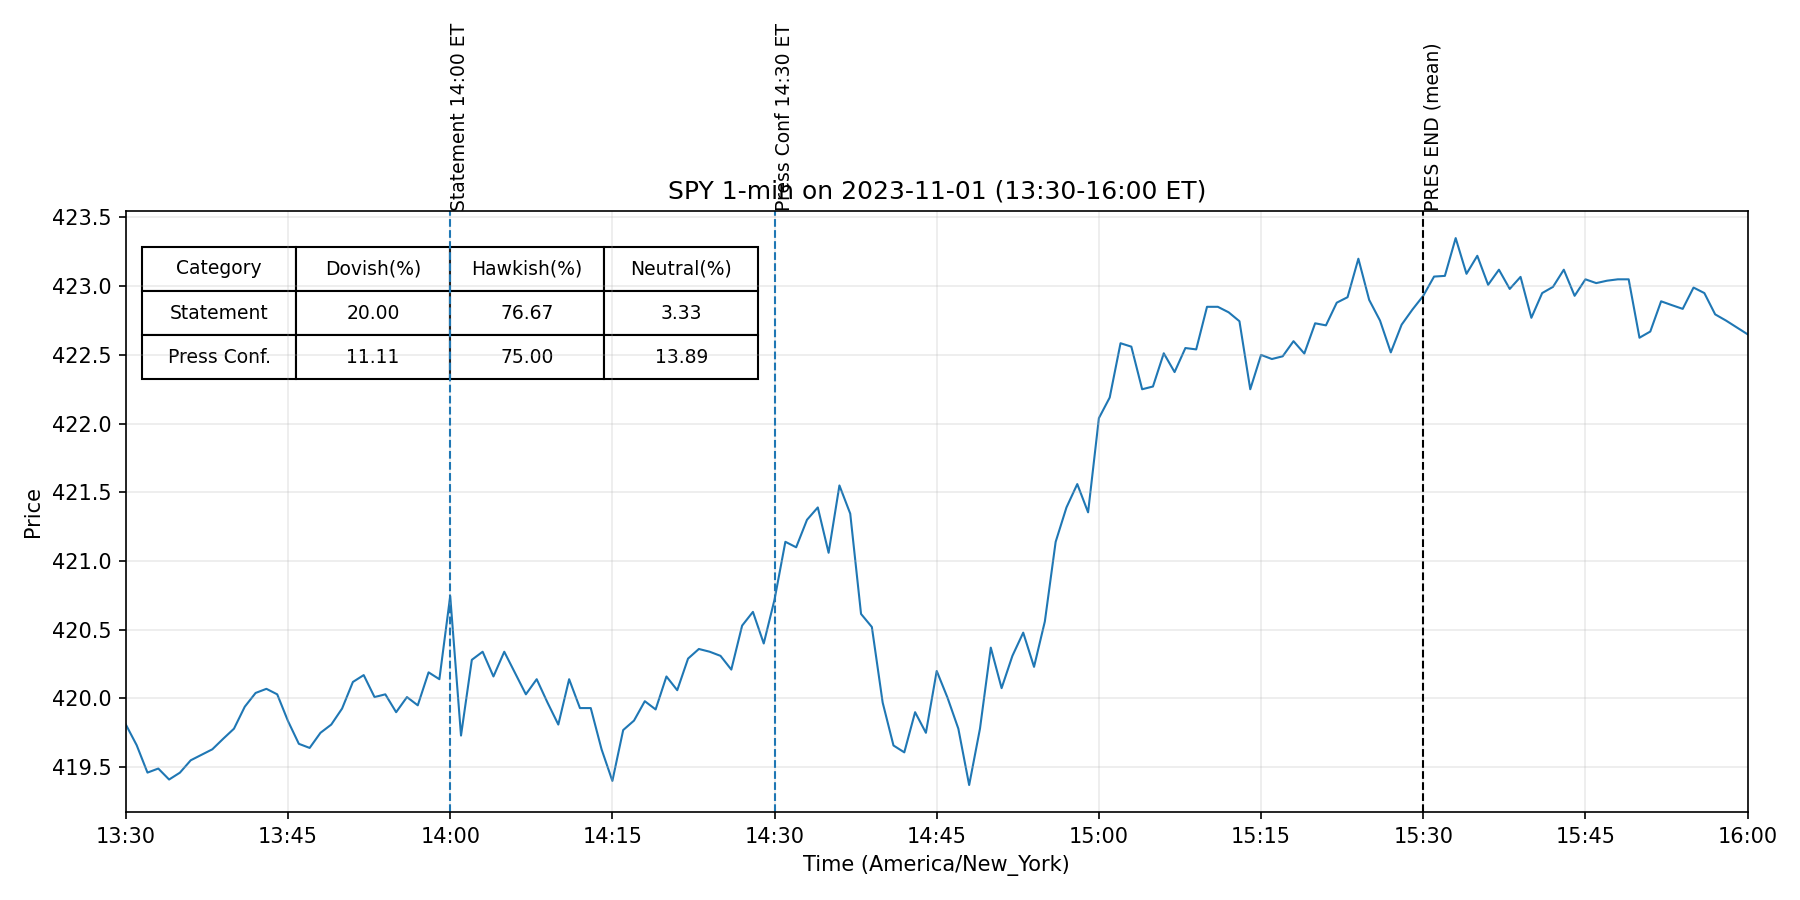 Statement 14:00 ET
Press Conf 14:30 ET
PRES END (mean)
SPY 1-min on 2023-11-01 (13:30-16:00 ET)
Category Dovish(%) Hawkish(%) Neutral(%)
Statement 20.00 76.67 3.33
Press Conf. 11.11 75.00 13.89
Price
423.5
423.0
422.5
422.0
421.5
421.0
420.5
420.0
419.5
13:30 13:45 14:00 14:15 14:30 14:45 15:00 15:15 15:30 15:45 16:00
Time (America/New_York)